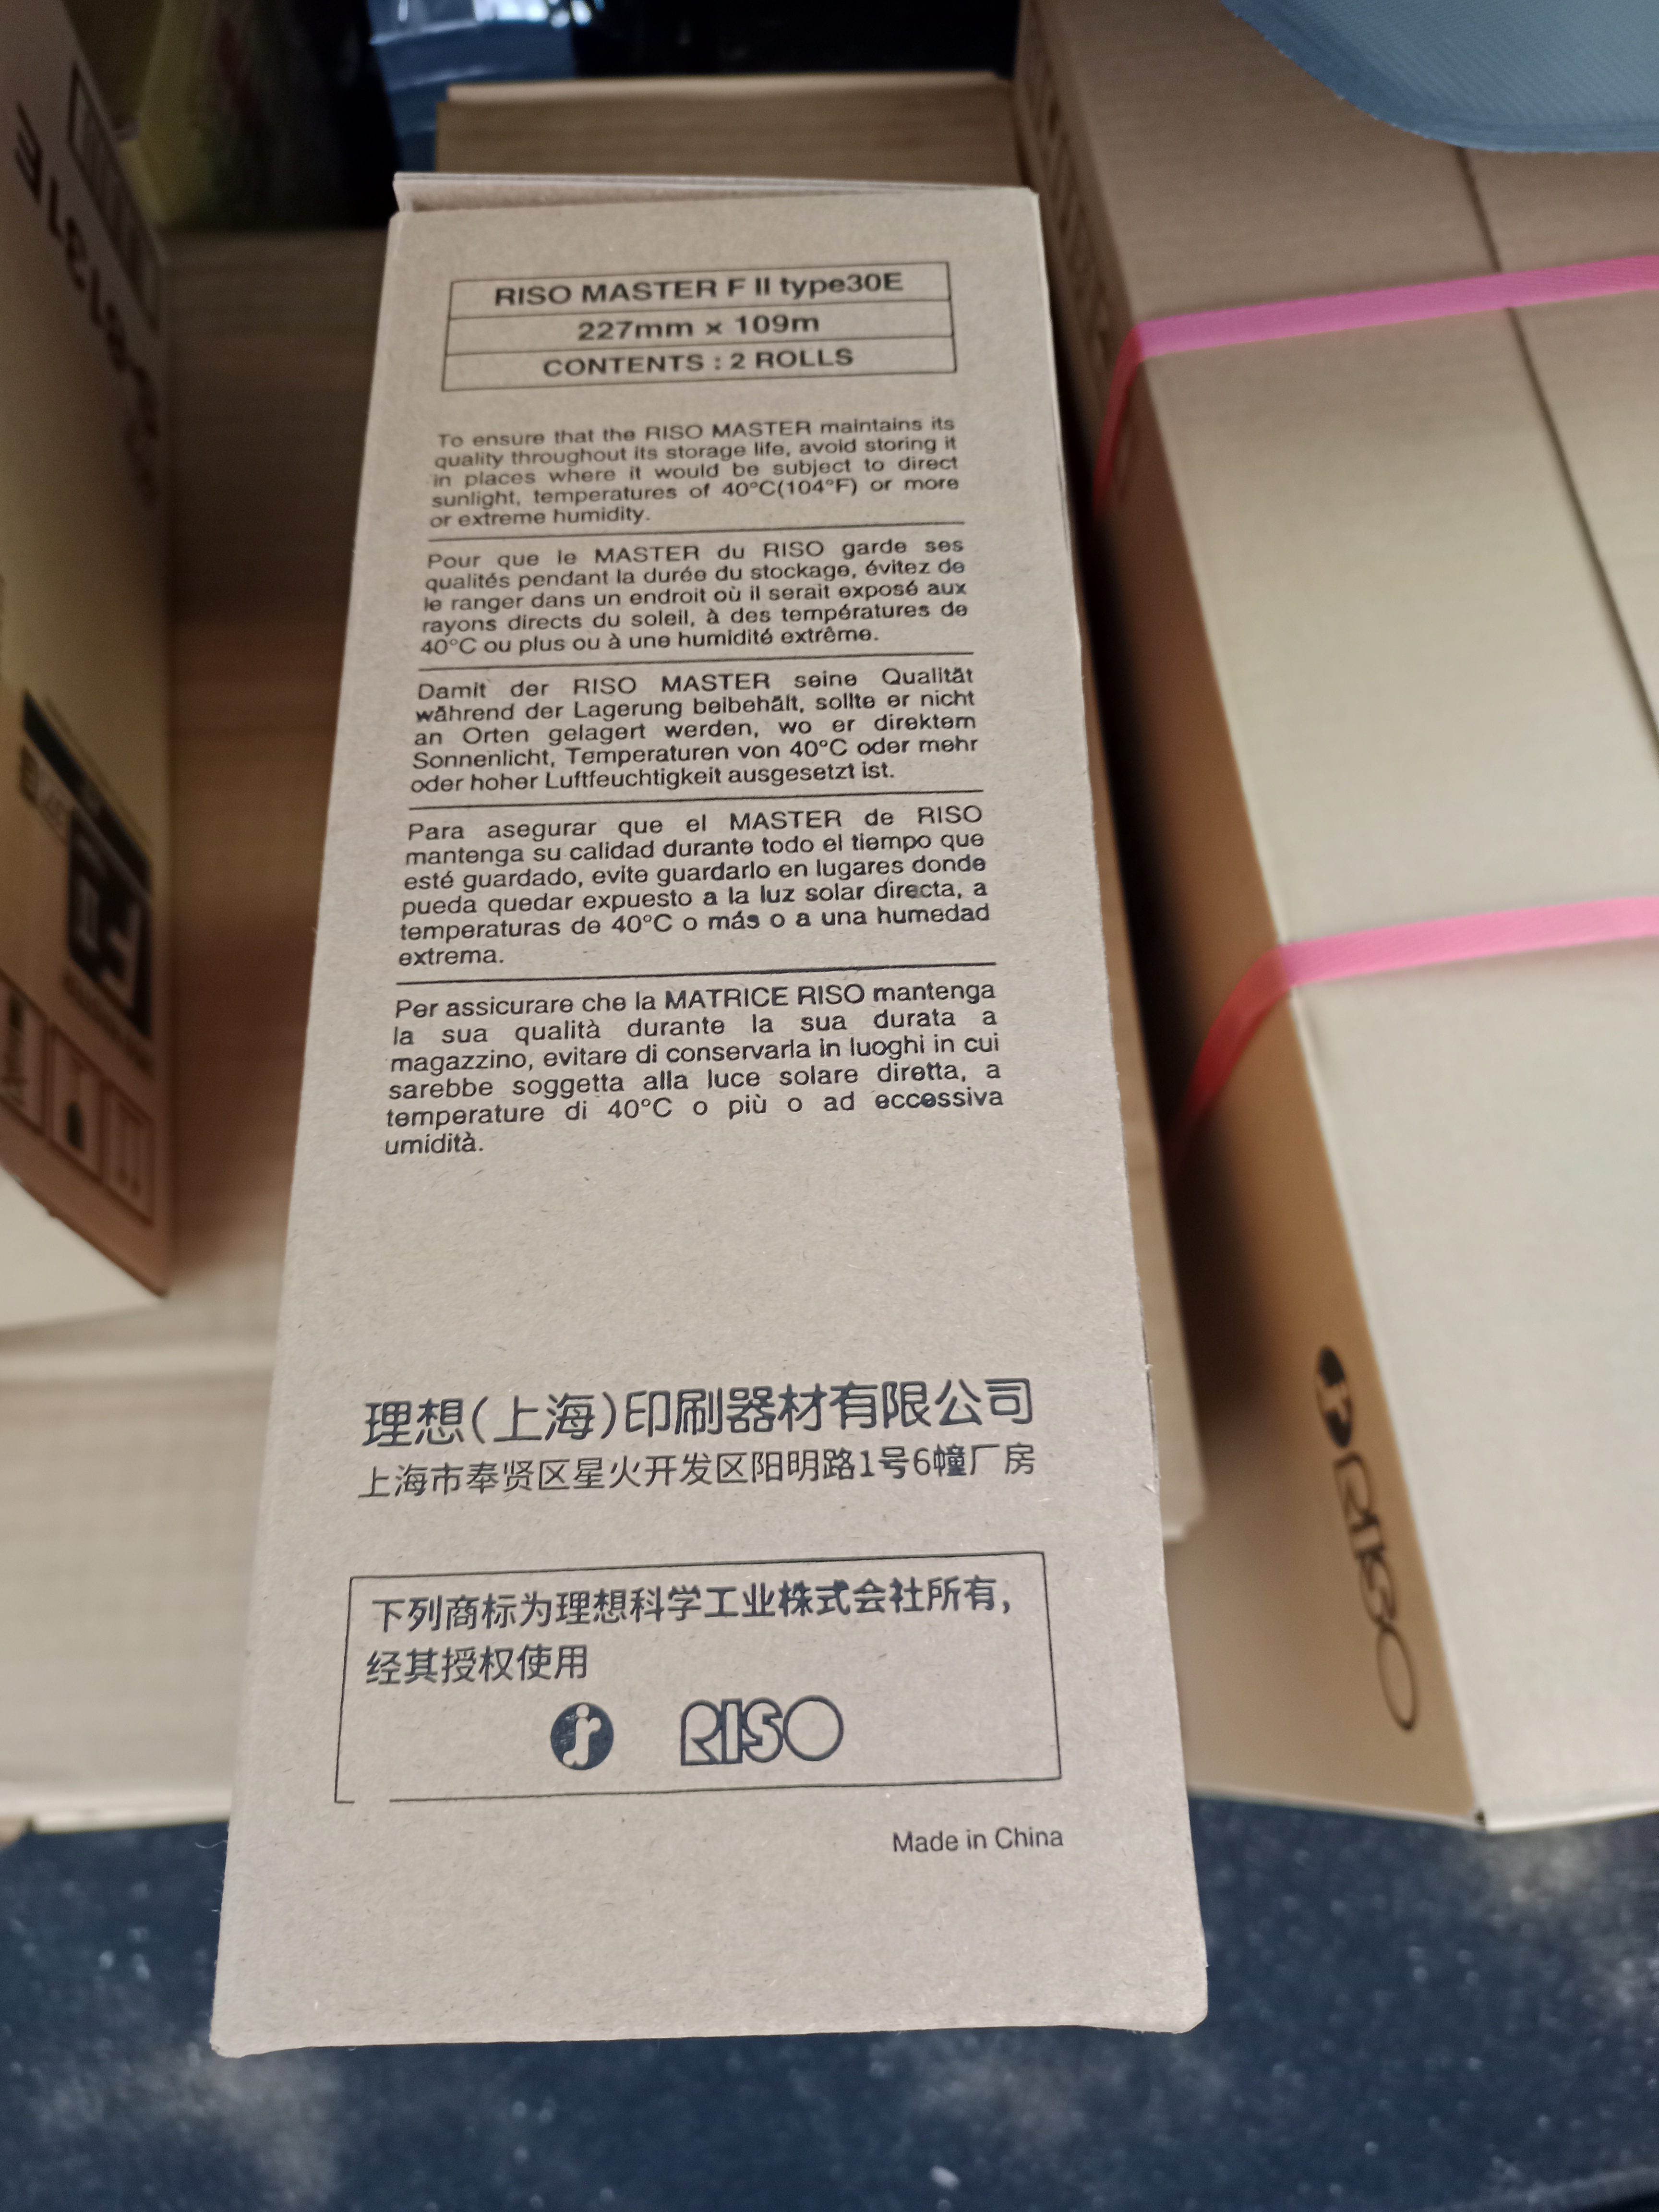 RISO MASTER F II type30E
227mm × 109m
CONTENTS : 2 ROLLS
To ensure that the RISO MASTER maintains its
quality throughout its storage life, avoid storing it
in places where it would be subject to direct
sunlight, temperatures of 40°C(104°F) or more
or extreme humidity.
Pour que le MASTER du RISO garde ses
qualités pendant la durée du stockage, évitez de
le ranger dans un endroit où il serait exposé aux
rayons directs du soleil, à des températures de
40°C ou plus ou à une humidité extrême.
Damit der RISO MASTER seine Qualität
während der Lagerung beibehält, sollte er nicht
an Orten gelagert werden, wo er direktem
Sonnenlicht, Temperaturen von 40°C oder mehr
oder hoher Luftfeuchtigkeit ausgesetzt ist.
Para asegurar que el MASTER de RISO
mantenga su calidad durante todo el tiempo que
esté guardado, evite guardarlo en lugares donde
pueda quedar expuesto a la luz solar directa, a
temperaturas de 40°C o más o a una humedad
extrema.
Per assicurare che la MATRICE RISO mantenga
la sua qualità durante la sua durata a
magazzino, evitare di conservarla in luoghi in cui
sarebbe soggetta alla luce solare diretta, a
temperature di 40°C o più o ad eccessiva
umidità.
理想(上海)印刷器材有限公司
上海市奉贤区星火开发区阳明路1号6幢厂房
下列商标为理想科学工业株式会社所有,
经其授权使用
RISO
Made in China
RISO